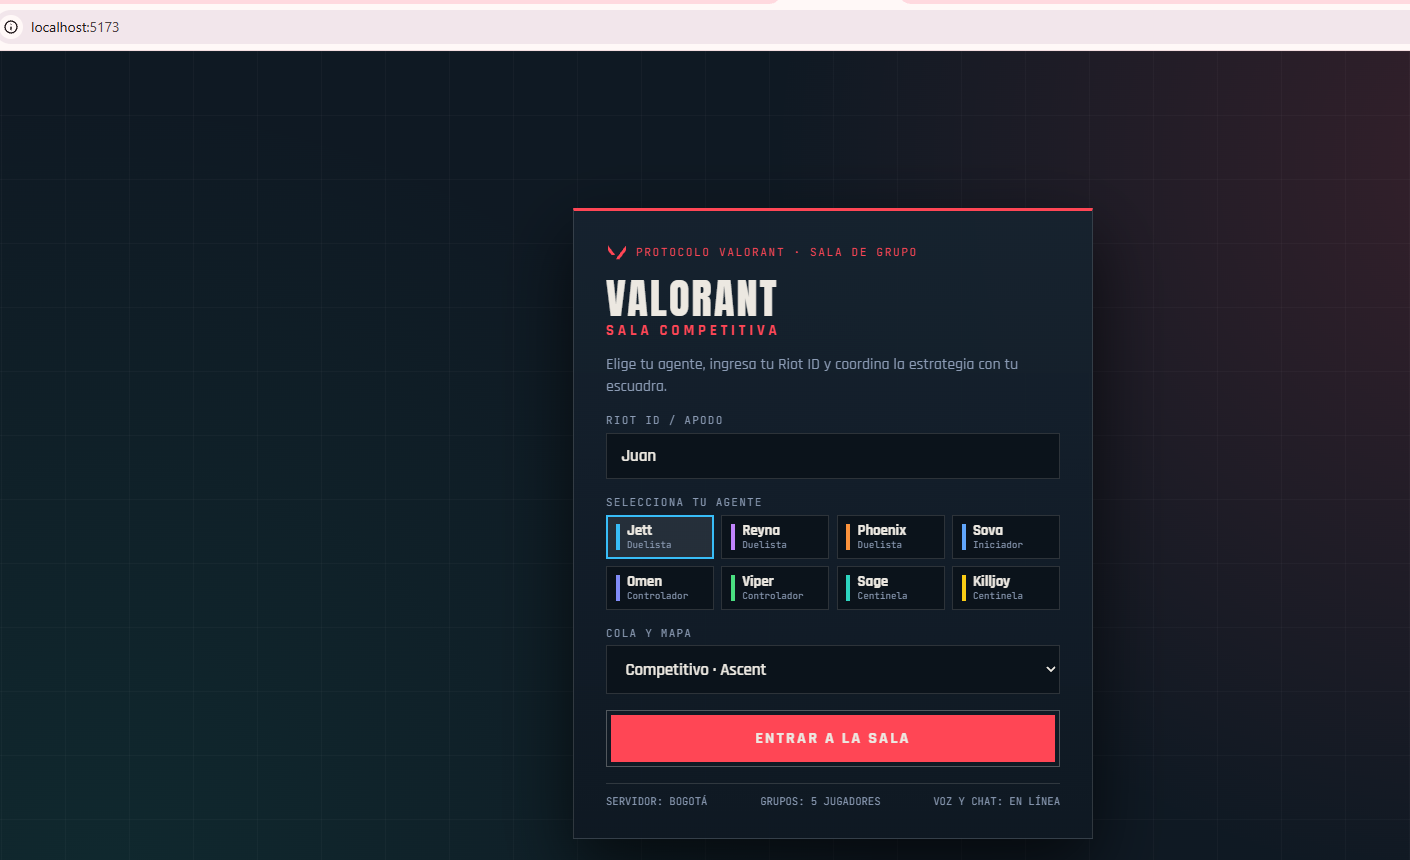 localhost:5173
PROTOCOLO VALORANT · SALA DE GRUPO
VALORANT
SALA COMPETITIVA
Elige tu agente, ingresa tu Riot ID y coordina la estrategia con tu
escuadra.
RIOT ID / APODO
Juan
SELECCIONA TU AGENTE
Jett
Duelista
Reyna
Duelista
Phoenix
Duelista
Sova
Iniciador
Omen
Controlador
Viper
Controlador
Sage
Centinela
Killjoy
Centinela
COLA Y MAPA
Competitivo · Ascent
ENTRAR A LA SALA
SERVIDOR: BOGOTÁ
GRUPOS: 5 JUGADORES
VOZ Y CHAT: EN LÍNEA